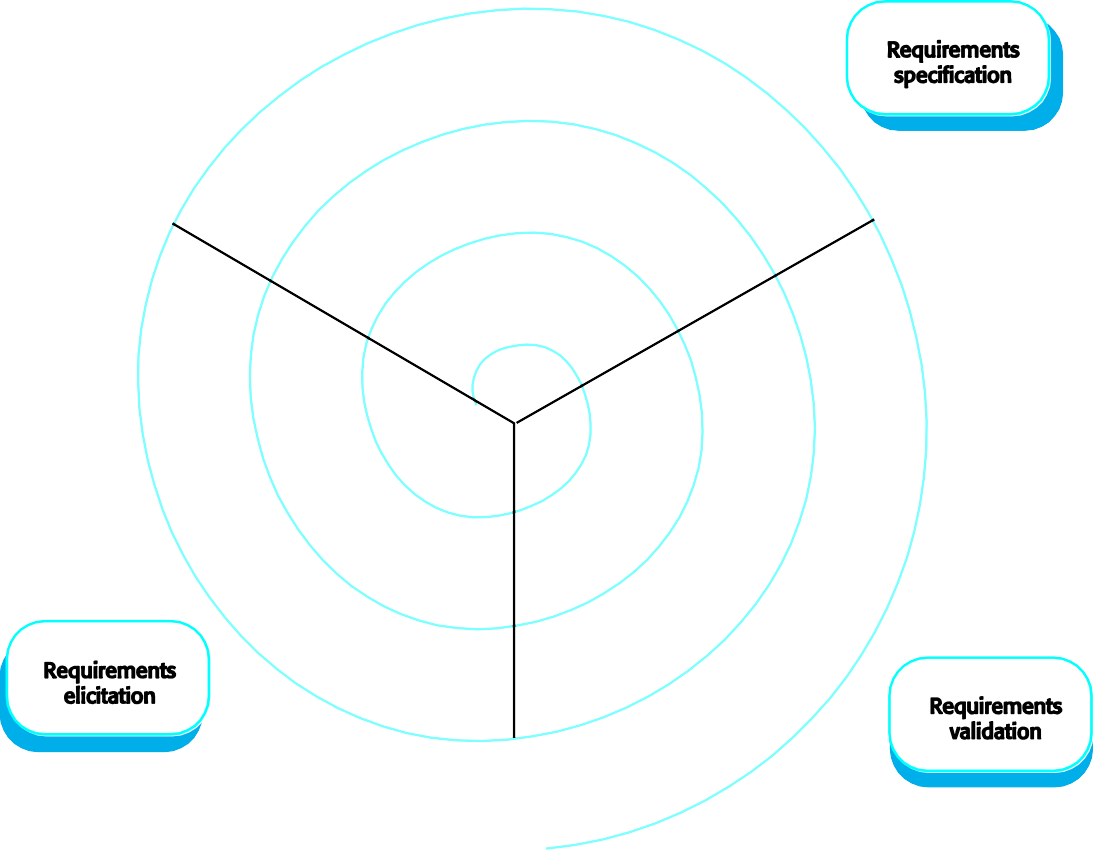 Requirements
specification
Requirements
elicitation
Requirements
validation